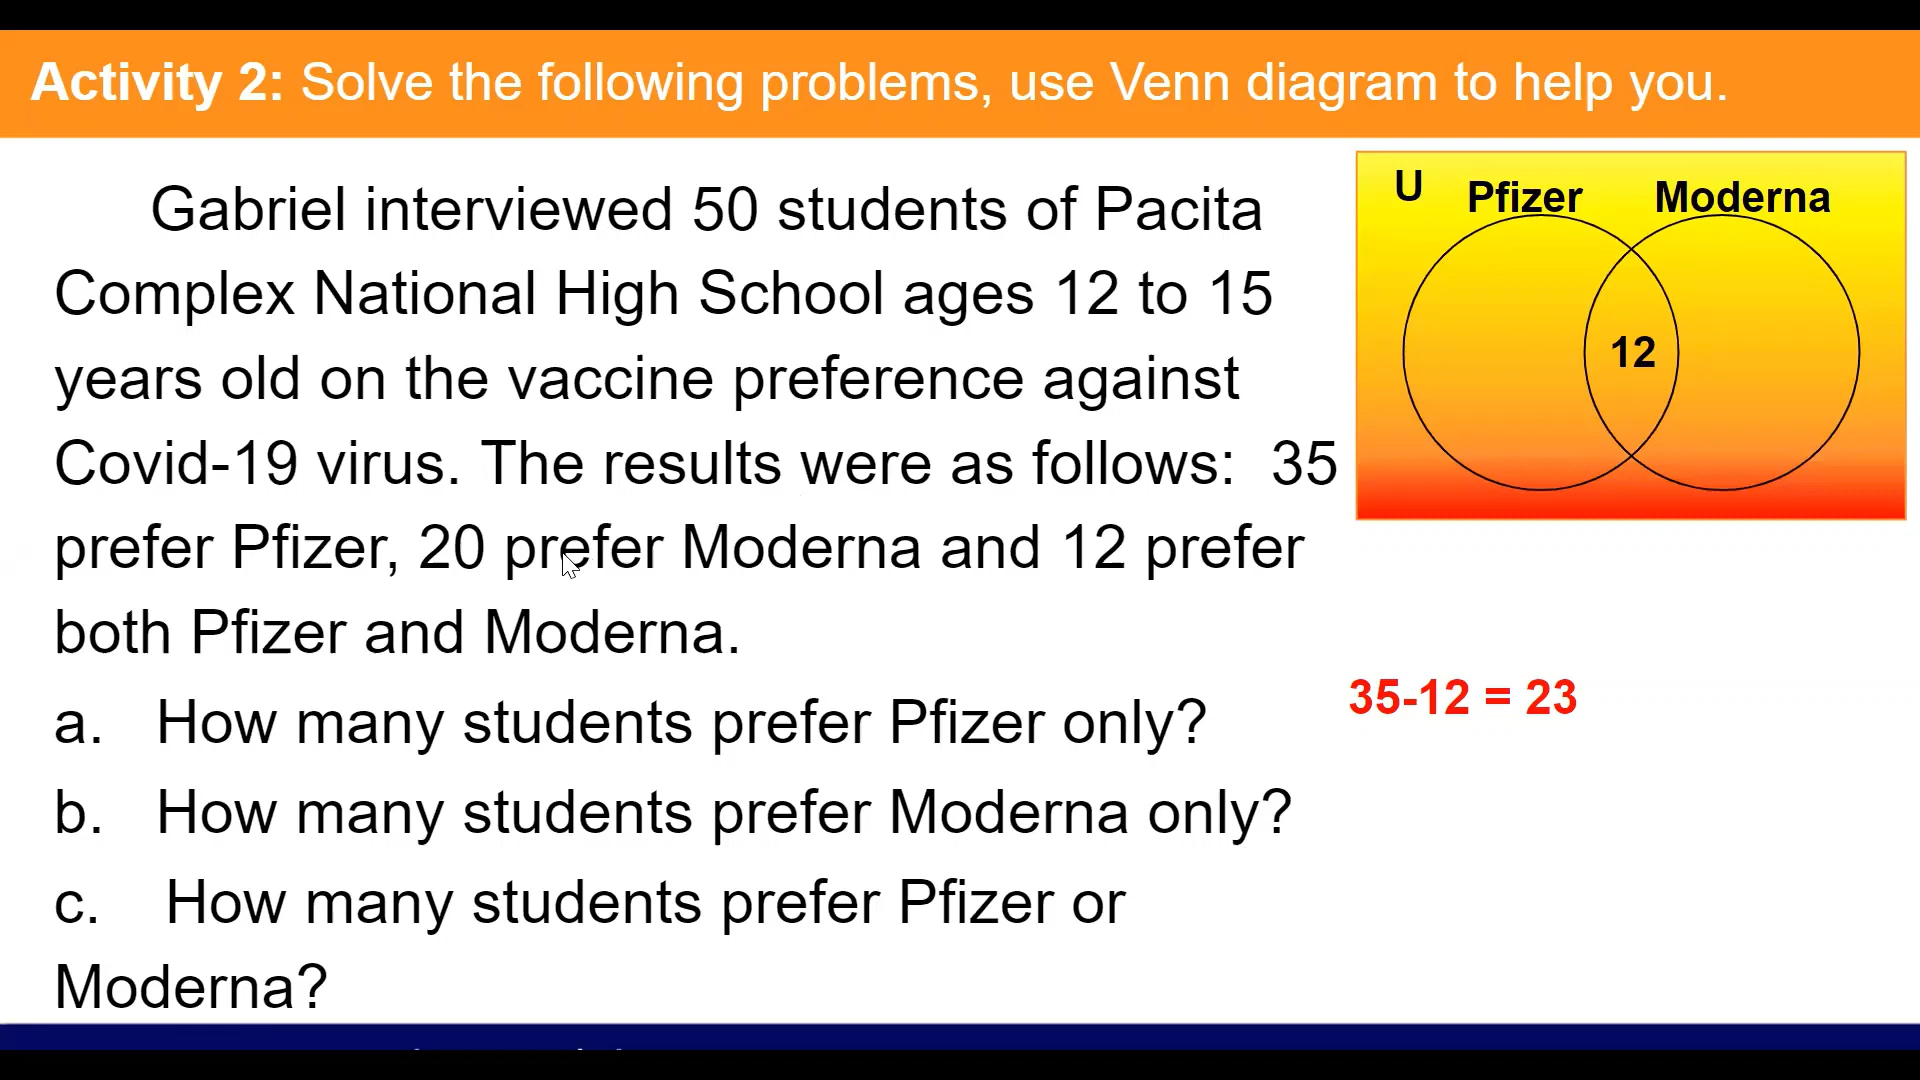 Activity 2: Solve the following problems, use Venn diagram to help you.
Gabriel interviewed 50 students of Pacita
Complex National High School ages 12 to 15
years old on the vaccine preference against
Covid-19 virus. The results were as follows: 35
prefer Pfizer, 20 prefer Moderna and 12 prefer
both Pfizer and Moderna.
a. How many students prefer Pfizer only?
b. How many students prefer Moderna only?
c. How many students prefer Pfizer or
Moderna?
U Pfizer Moderna
12
35-12 = 23